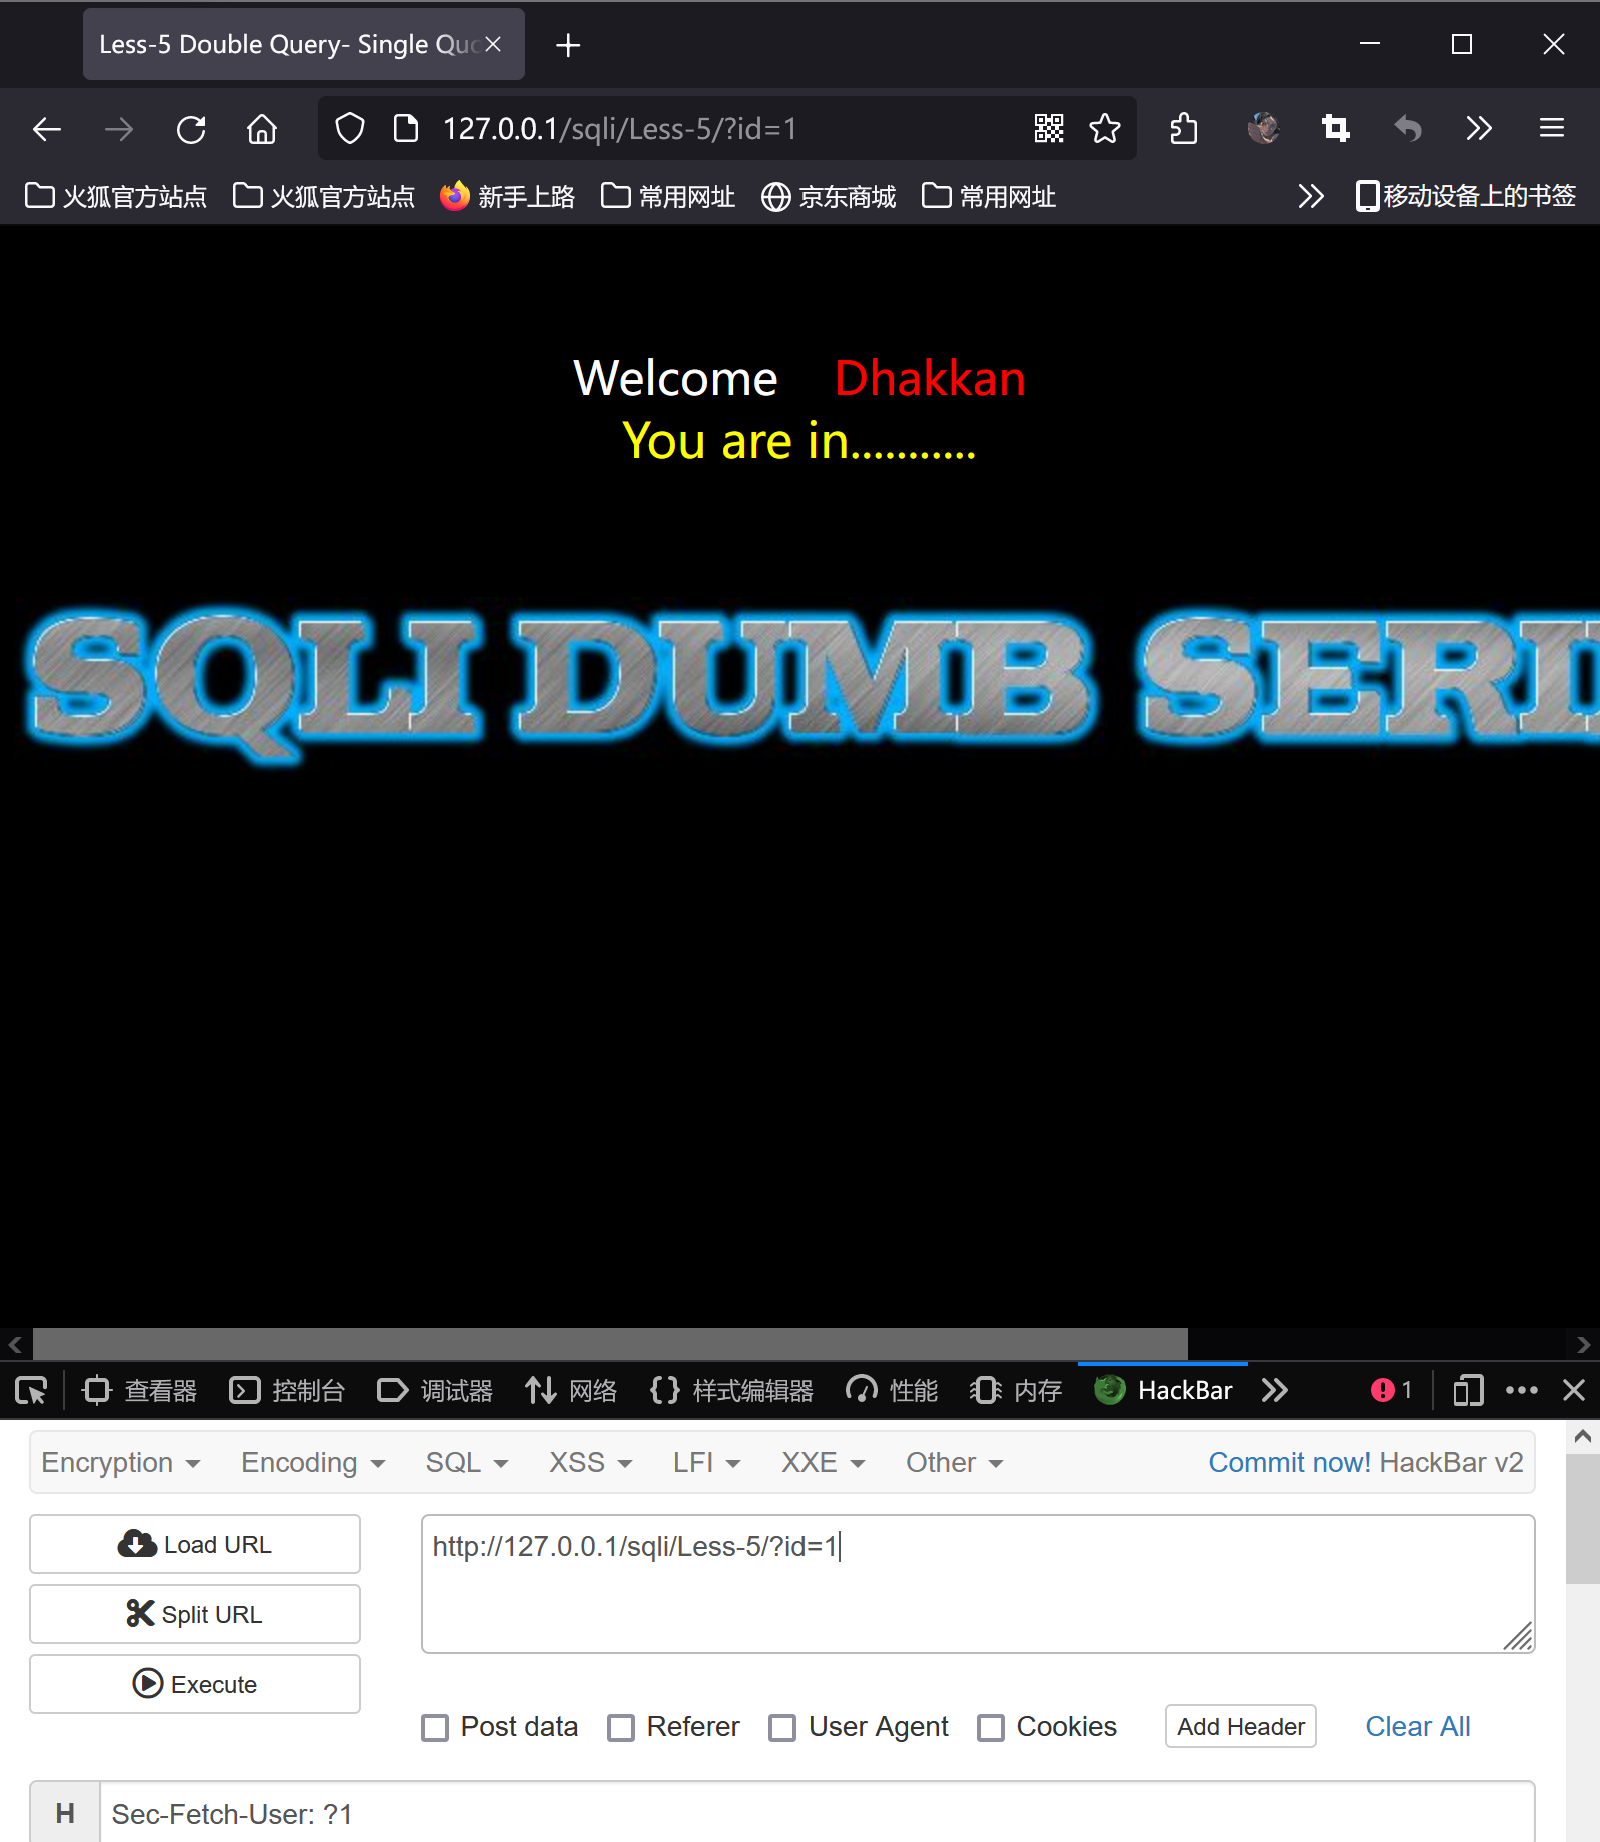 Less-5 Double Query- Single Quo
127.0.0.1/sqli/Less-5/?id=1
火狐官方站点 火狐官方站点 新手上路 常用网址 京东商城 常用网址 移动设备上的书签
Welcome Dhakkan
You are in...........
SQLI DUMB SERI
查看器 控制台 调试器 网络 样式编辑器 性能 内存 HackBar 1
Encryption Encoding SQL XSS LFI XXE Other Commit now! HackBar v2
Load URL
http://127.0.0.1/sqli/Less-5/?id=1
Split URL
Execute
Post data Referer User Agent Cookies Add Header Clear All
H Sec-Fetch-User: ?1